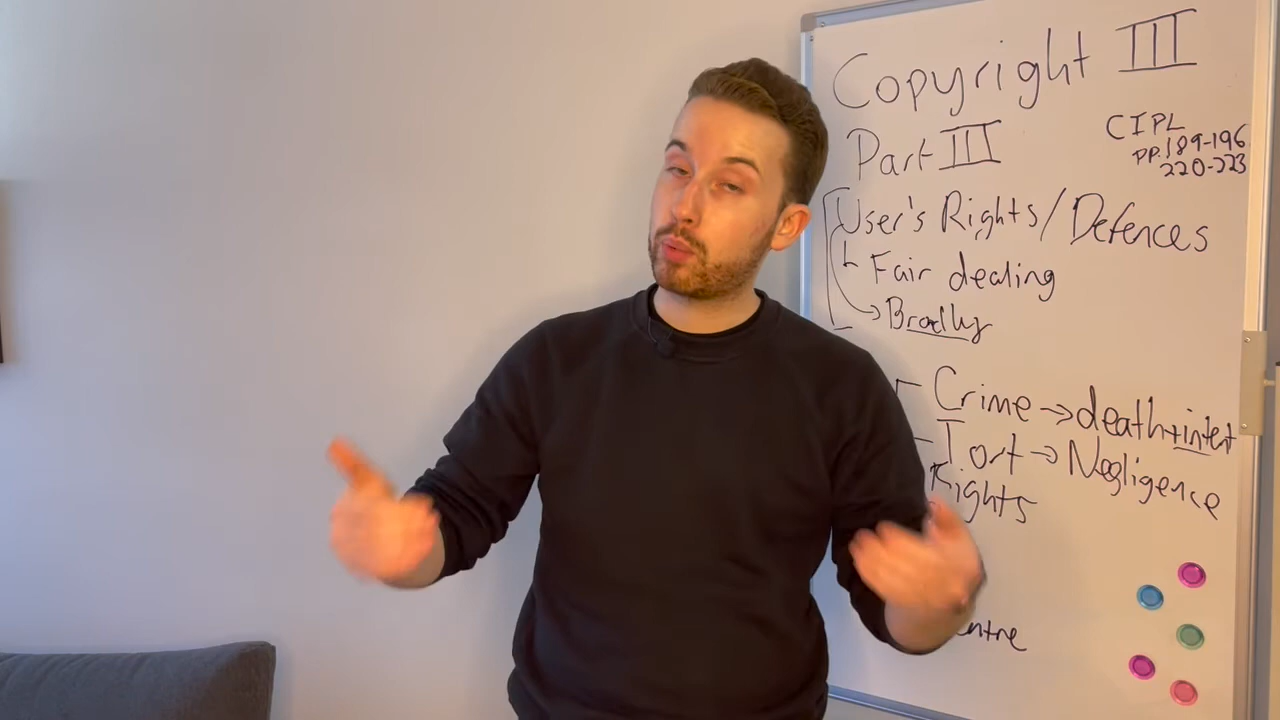 Copyright III
Part III
CIPL
pp.189-196
220-223
User's Rights/Defences
Fair dealing
Broadly
Crime → death+intent
Tort → Negligence
Rights